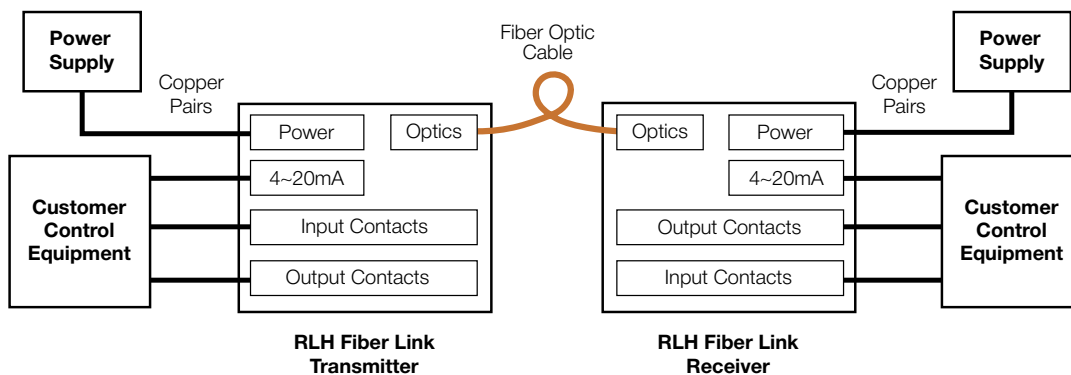 Power
Supply
Copper
Pairs
Fiber Optic
Cable
Copper
Pairs
Power
Supply
Power
Optics
4~20mA
Input Contacts
Output Contacts
Customer
Control
Equipment
RLH Fiber Link
Transmitter
Optics
Power
4~20mA
Output Contacts
Input Contacts
Customer
Control
Equipment
RLH Fiber Link
Receiver